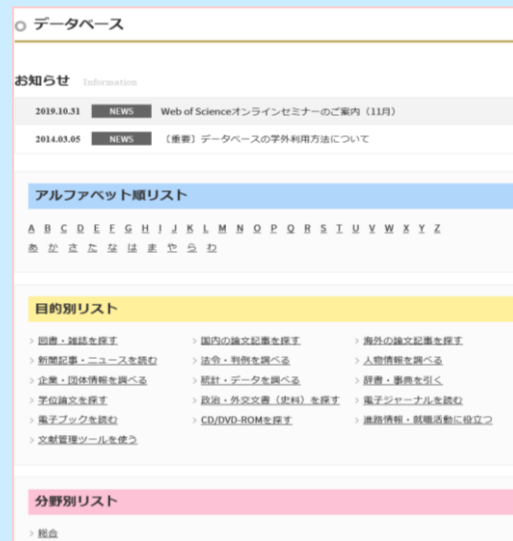 データベース
お知らせ Information
2019.10.31 NEWS Web of Scienceオンラインセミナーのご案内（11月）
2014.03.05 NEWS 〔重要〕データベースの学外利用方法について
アルファベット順リスト
A B C D E F G H I J K L M N O P Q R S T U V W X Y Z
あ か さ た な は ま や ら わ
目的別リスト
> 図書・雑誌を探す > 国内の論文記事を探す > 海外の論文記事を探す
> 新聞記事・ニュースを読む > 法令・判例を調べる > 人物情報を調べる
> 企業・団体情報を調べる > 統計・データを調べる > 辞書・事典を引く
> 学位論文を探す > 政治・外交文書（史料）を探す > 電子ジャーナルを読む
> 電子ブックを読む > CD/DVD-ROMを探す > 進路情報・就職活動に役立つ
> 文献管理ツールを使う
分野別リスト
> 総合